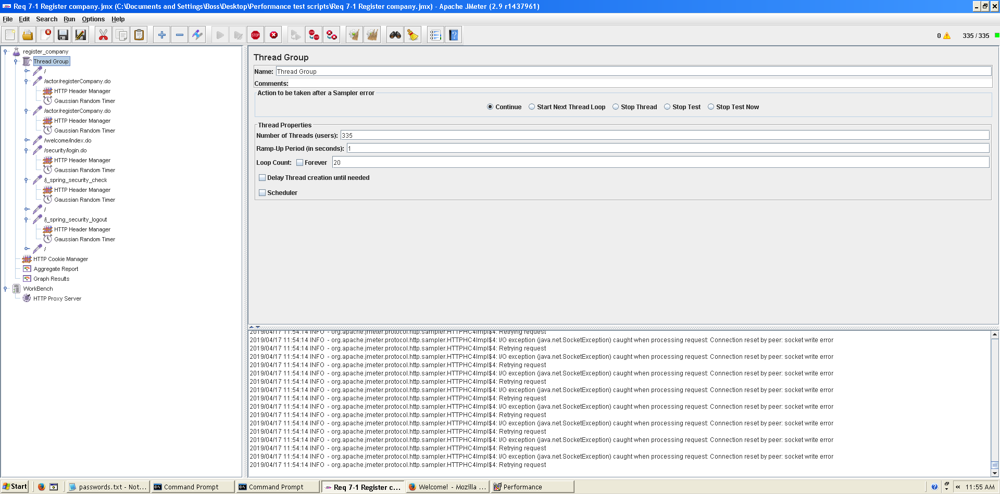 Req 7-1 Register company.jmx (C:\Documents and Settings\Boss\Desktop\Performance test scripts\Req 7-1 Register company.jmx) - Apache JMeter (2.9 r1437961)
File Edit Search Run Options Help
0 335 / 335
register_company
Thread Group
/
/actor/registerCompany.do
HTTP Header Manager
Gaussian Random Timer
/actor/registerCompany.do
HTTP Header Manager
Gaussian Random Timer
/welcome/index.do
/security/login.do
HTTP Header Manager
Gaussian Random Timer
/j_spring_security_check
HTTP Header Manager
Gaussian Random Timer
/
/j_spring_security_logout
HTTP Header Manager
Gaussian Random Timer
/
HTTP Cookie Manager
Aggregate Report
Graph Results
WorkBench
HTTP Proxy Server
Thread Group
Name: Thread Group
Comments:
Action to be taken after a Sampler error
Continue Start Next Thread Loop Stop Thread Stop Test Stop Test Now
Thread Properties
Number of Threads (users): 335
Ramp-Up Period (in seconds): 1
Loop Count: Forever 20
Delay Thread creation until needed
Scheduler
2019/04/17 11:54:14 INFO - org.apache.jmeter.protocol.http.sampler.HTTPHC4Impl$4: Retrying request
2019/04/17 11:54:14 INFO - org.apache.jmeter.protocol.http.sampler.HTTPHC4Impl$4: I/O exception (java.net.SocketException) caught when processing request: Connection reset by peer: socket write error
2019/04/17 11:54:14 INFO - org.apache.jmeter.protocol.http.sampler.HTTPHC4Impl$4: Retrying request
2019/04/17 11:54:14 INFO - org.apache.jmeter.protocol.http.sampler.HTTPHC4Impl$4: I/O exception (java.net.SocketException) caught when processing request: Connection reset by peer: socket write error
2019/04/17 11:54:14 INFO - org.apache.jmeter.protocol.http.sampler.HTTPHC4Impl$4: Retrying request
2019/04/17 11:54:14 INFO - org.apache.jmeter.protocol.http.sampler.HTTPHC4Impl$4: I/O exception (java.net.SocketException) caught when processing request: Connection reset by peer: socket write error
2019/04/17 11:54:14 INFO - org.apache.jmeter.protocol.http.sampler.HTTPHC4Impl$4: Retrying request
2019/04/17 11:54:14 INFO - org.apache.jmeter.protocol.http.sampler.HTTPHC4Impl$4: I/O exception (java.net.SocketException) caught when processing request: Connection reset by peer: socket write error
2019/04/17 11:54:14 INFO - org.apache.jmeter.protocol.http.sampler.HTTPHC4Impl$4: Retrying request
2019/04/17 11:54:14 INFO - org.apache.jmeter.protocol.http.sampler.HTTPHC4Impl$4: I/O exception (java.net.SocketException) caught when processing request: Connection reset by peer: socket write error
2019/04/17 11:54:14 INFO - org.apache.jmeter.protocol.http.sampler.HTTPHC4Impl$4: Retrying request
2019/04/17 11:54:14 INFO - org.apache.jmeter.protocol.http.sampler.HTTPHC4Impl$4: I/O exception (java.net.SocketException) caught when processing request: Connection reset by peer: socket write error
2019/04/17 11:54:14 INFO - org.apache.jmeter.protocol.http.sampler.HTTPHC4Impl$4: Retrying request
2019/04/17 11:54:14 INFO - org.apache.jmeter.protocol.http.sampler.HTTPHC4Impl$4: I/O exception (java.net.SocketException) caught when processing request: Connection reset by peer: socket write error
2019/04/17 11:54:14 INFO - org.apache.jmeter.protocol.http.sampler.HTTPHC4Impl$4: Retrying request
2019/04/17 11:54:14 INFO - org.apache.jmeter.protocol.http.sampler.HTTPHC4Impl$4: I/O exception (java.net.SocketException) caught when processing request: Connection reset by peer: socket write error
2019/04/17 11:54:14 INFO - org.apache.jmeter.protocol.http.sampler.HTTPHC4Impl$4: Retrying request
Start passwords.txt - Not... Command Prompt Command Prompt Req 7-1 Register c... Welcome! - Mozilla ... Performance 11:55 AM